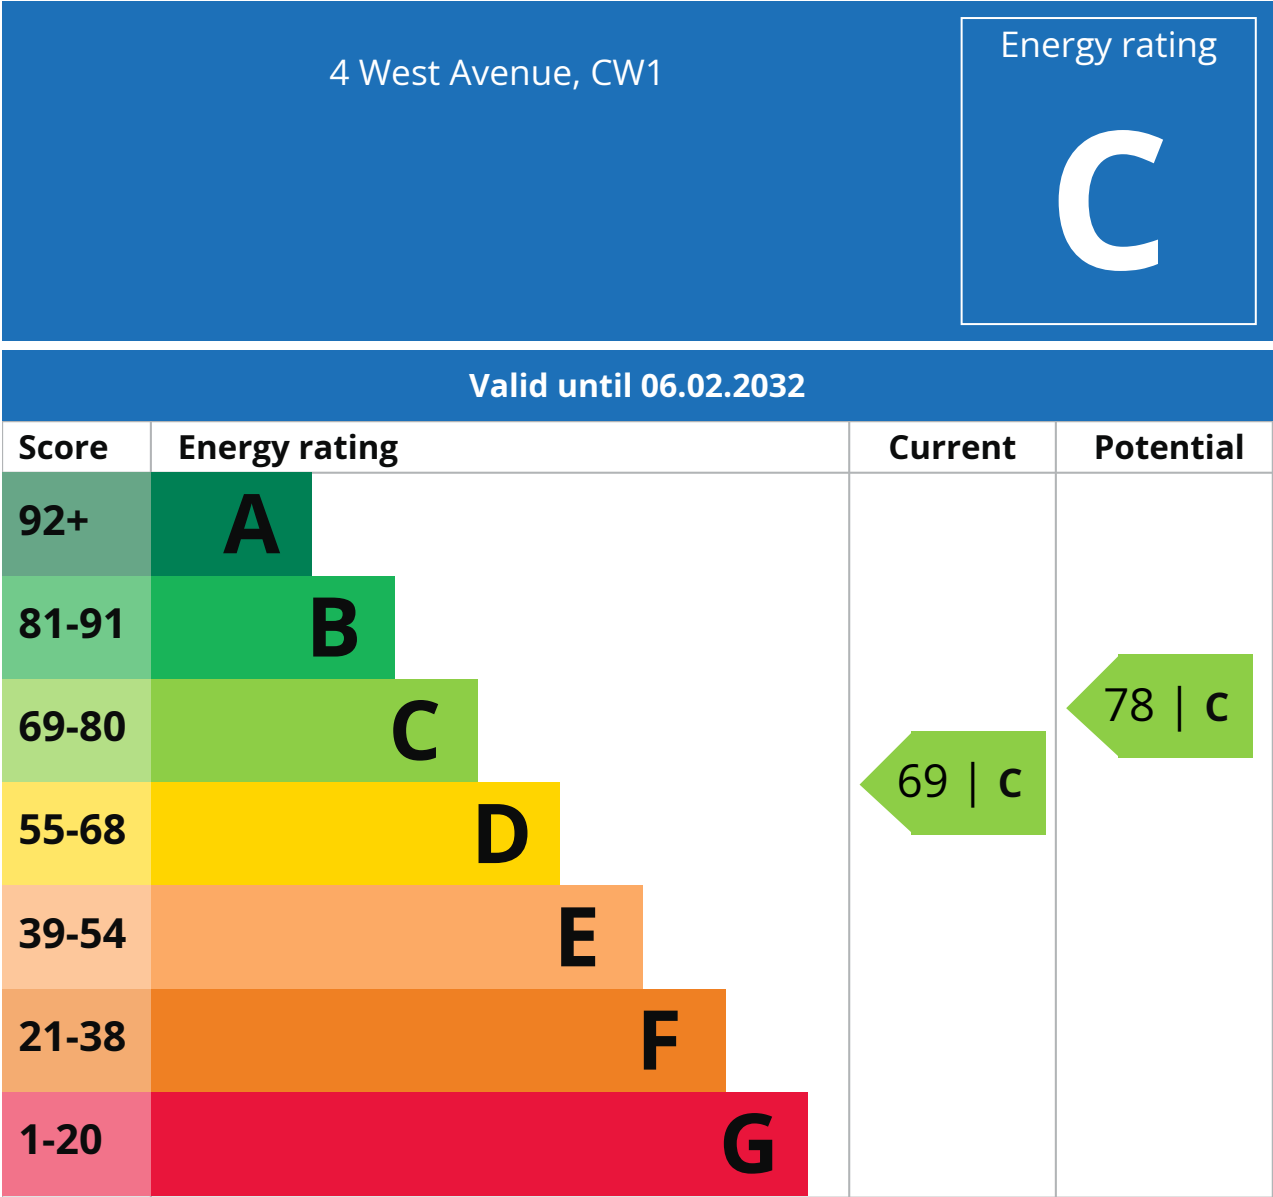 4 West Avenue, CW1
Energy rating
C
Valid until 06.02.2032
Score Energy rating Current Potential
92+ A
81-91 B
69-80 C
78 | C
69 | C
55-68 D
39-54 E
21-38 F
1-20 G